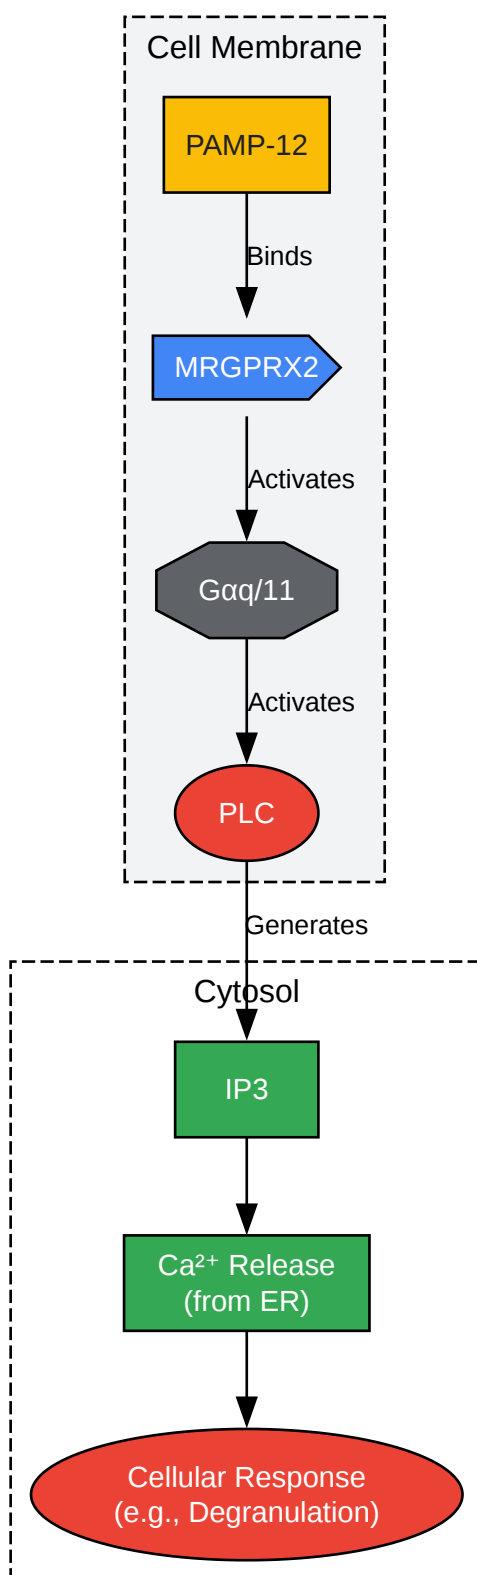 Cell Membrane
PAMP-12
Binds
MRGPRX2
Activates
Gαq/11
Activates
PLC
Generates
Cytosol
IP3
Ca²⁺ Release
(from ER)
Cellular Response
(e.g., Degranulation)